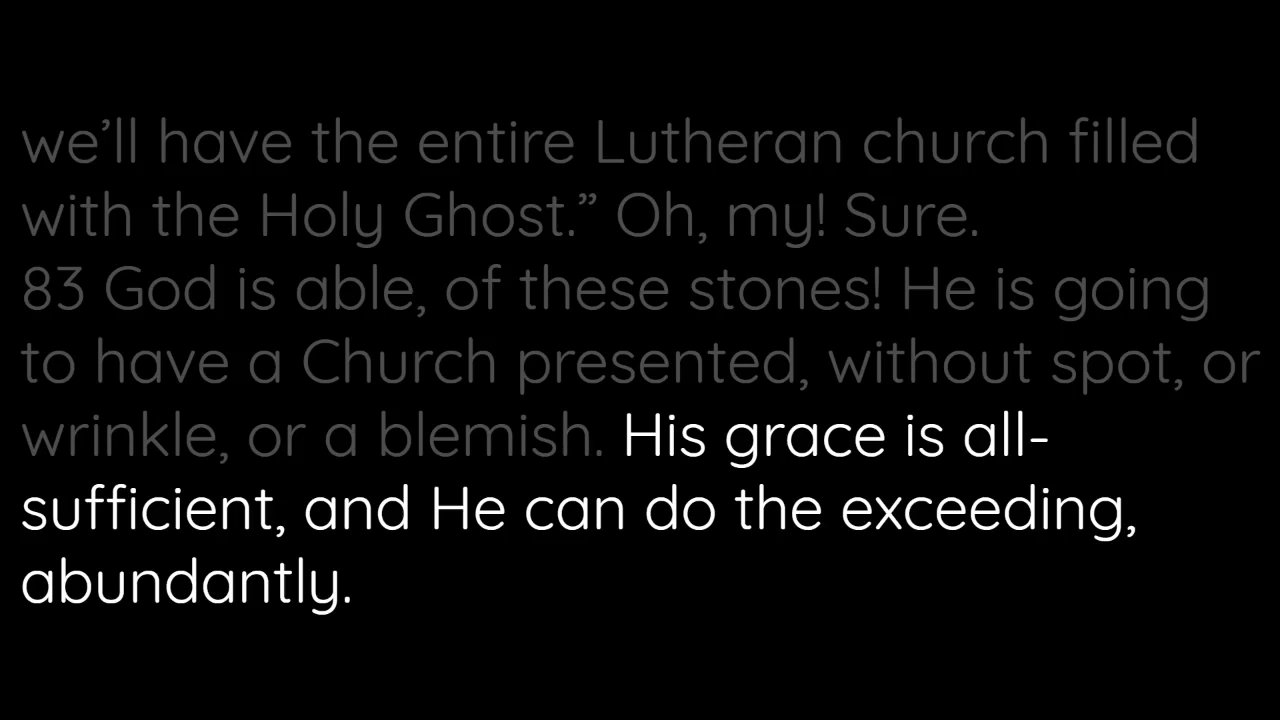 we’ll have the entire Lutheran church filled
with the Holy Ghost.” Oh, my! Sure.
83 God is able, of these stones! He is going
to have a Church presented, without spot, or
wrinkle, or a blemish. His grace is all-
sufficient, and He can do the exceeding,
abundantly.